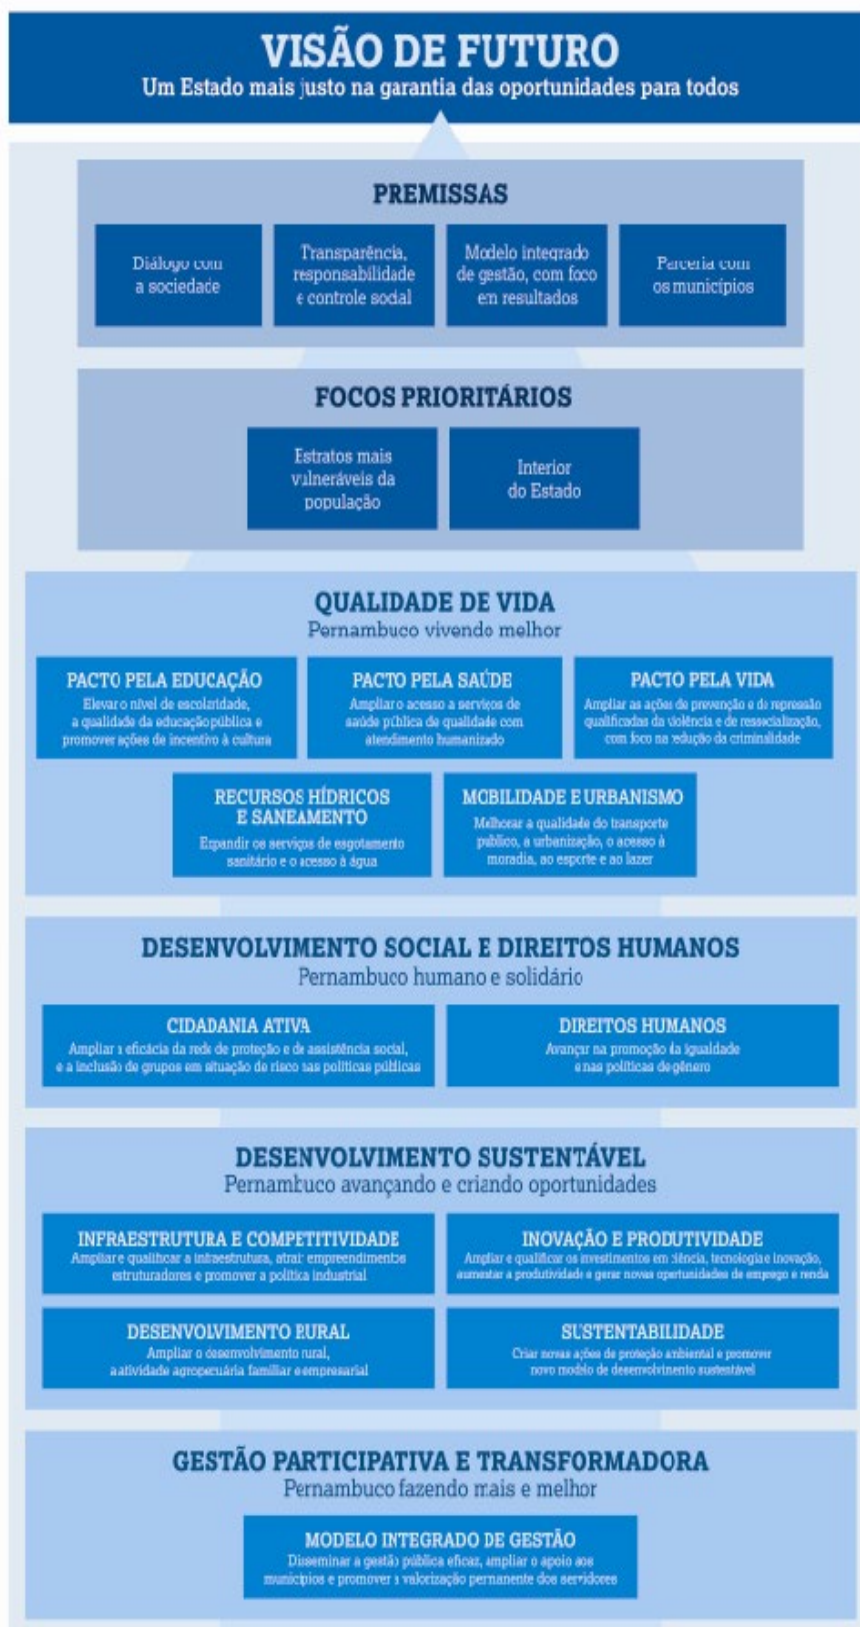 VISÃO DE FUTURO
Um Estado mais justo na garantia das oportunidades para todos
PREMISSAS
Diálogo com
a sociedade
Transparência,
responsabilidade
e controle social
Modelo integrado
de gestão, com foco
em resultados
Parceria com
os municípios
FOCOS PRIORITÁRIOS
Estratos mais
vulneráveis da
população
Interior
do Estado
QUALIDADE DE VIDA
Pernambuco vivendo melhor
PACTO PELA EDUCAÇÃO
Elevar o nível de escolaridade,
a qualidade da educação pública e
promover ações de incentivo à cultura
PACTO PELA SAÚDE
Ampliar o acesso a serviços de
saúde pública de qualidade com
atendimento humanizado
PACTO PELA VIDA
Ampliar as ações de prevenção e de repressão
qualificadas da violência e de ressocialização,
com foco na redução da criminalidade
RECURSOS HÍDRICOS
E SANEAMENTO
Expandir os serviços de esgotamento
sanitário e o acesso à água
MOBILIDADE E URBANISMO
Melhorar a qualidade do transporte
público, a urbanização, o acesso à
moradia, ao esporte e ao lazer
DESENVOLVIMENTO SOCIAL E DIREITOS HUMANOS
Pernambuco humano e solidário
CIDADANIA ATIVA
Ampliar a eficácia da rede de proteção e de assistência social,
e a inclusão de grupos em situação de risco nas políticas públicas
DIREITOS HUMANOS
Avançar na promoção da igualdade
e nas políticas de gênero
DESENVOLVIMENTO SUSTENTÁVEL
Pernambuco avançando e criando oportunidades
INFRAESTRUTURA E COMPETITIVIDADE
Ampliar e qualificar a infraestrutura, atrair empreendimentos
estruturadores e promover a política industrial
INOVAÇÃO E PRODUTIVIDADE
Ampliar e qualificar os investimentos em ciência, tecnologia e inovação,
aumentar a produtividade e gerar novas oportunidades de emprego e renda
DESENVOLVIMENTO RURAL
Ampliar o desenvolvimento rural,
a atividade agropecuária familiar e empresarial
SUSTENTABILIDADE
Criar novas ações de proteção ambiental e promover
novo modelo de desenvolvimento sustentável
GESTÃO PARTICIPATIVA E TRANSFORMADORA
Pernambuco fazendo mais e melhor
MODELO INTEGRADO DE GESTÃO
Disseminar a gestão pública eficaz, ampliar o apoio aos
municípios e promover a valorização permanente dos servidores